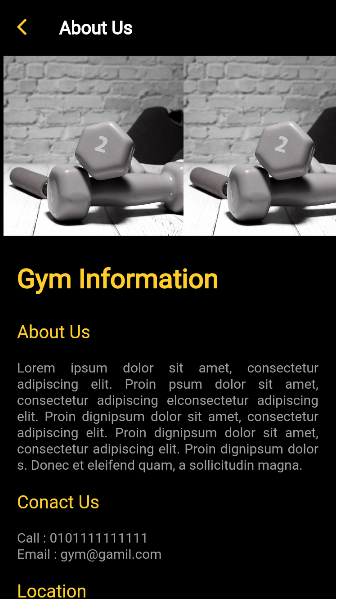 About Us
2
2
Gym Information
About Us
Lorem ipsum dolor sit amet, consectetur
adipiscing elit. Proin psum dolor sit amet,
consectetur adipiscing elconsectetur adipiscing
elit. Proin dignipsum dolor sit amet, consectetur
adipiscing elit. Proin dignipsum dolor sit amet,
consectetur adipiscing elit. Proin dignipsum dolor
s. Donec et eleifend quam, a sollicitudin magna.
Conact Us
Call : 0101111111111
Email : gym@gamil.com
Location